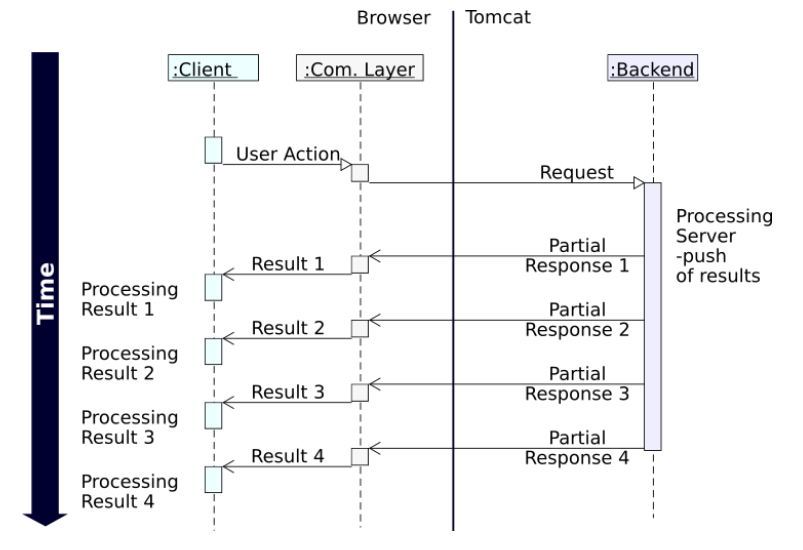 Browser
Tomcat
:Client
:Com. Layer
:Backend
User Action
Request
Processing
Server
-push
of results
Time
Partial
Response 1
Result 1
Processing
Result 1
Partial
Response 2
Result 2
Processing
Result 2
Partial
Response 3
Result 3
Processing
Result 3
Partial
Response 4
Result 4
Processing
Result 4